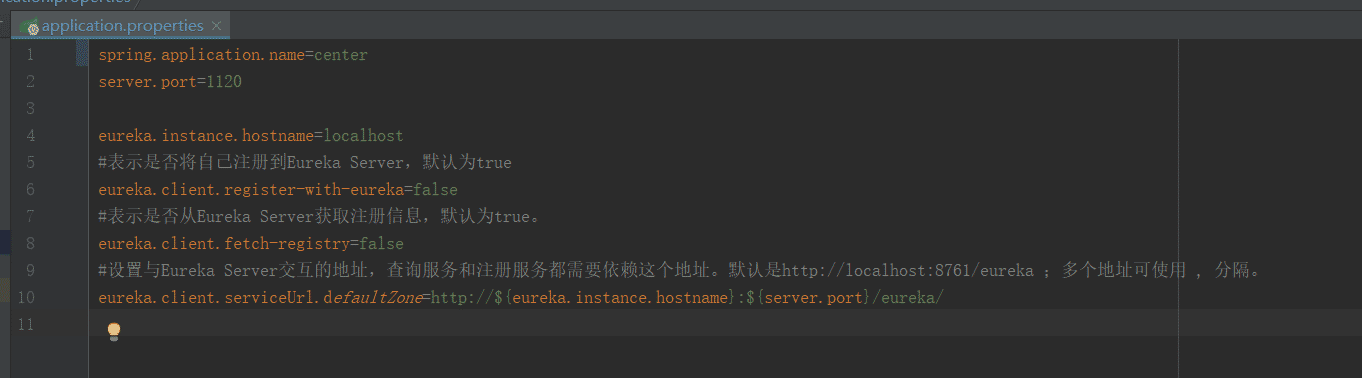 application.properties
1 spring.application.name=center
2 server.port=1120
3
4 eureka.instance.hostname=localhost
5 #表示是否将自己注册到Eureka Server，默认为true
6 eureka.client.register-with-eureka=false
7 #表示是否从Eureka Server获取注册信息，默认为true。
8 eureka.client.fetch-registry=false
9 #设置与Eureka Server交互的地址，查询服务和注册服务都需要依赖这个地址。默认是http://localhost:8761/eureka ；多个地址可使用 , 分隔。
10 eureka.client.serviceUrl.defaultZone=http://${eureka.instance.hostname}:${server.port}/eureka/
11